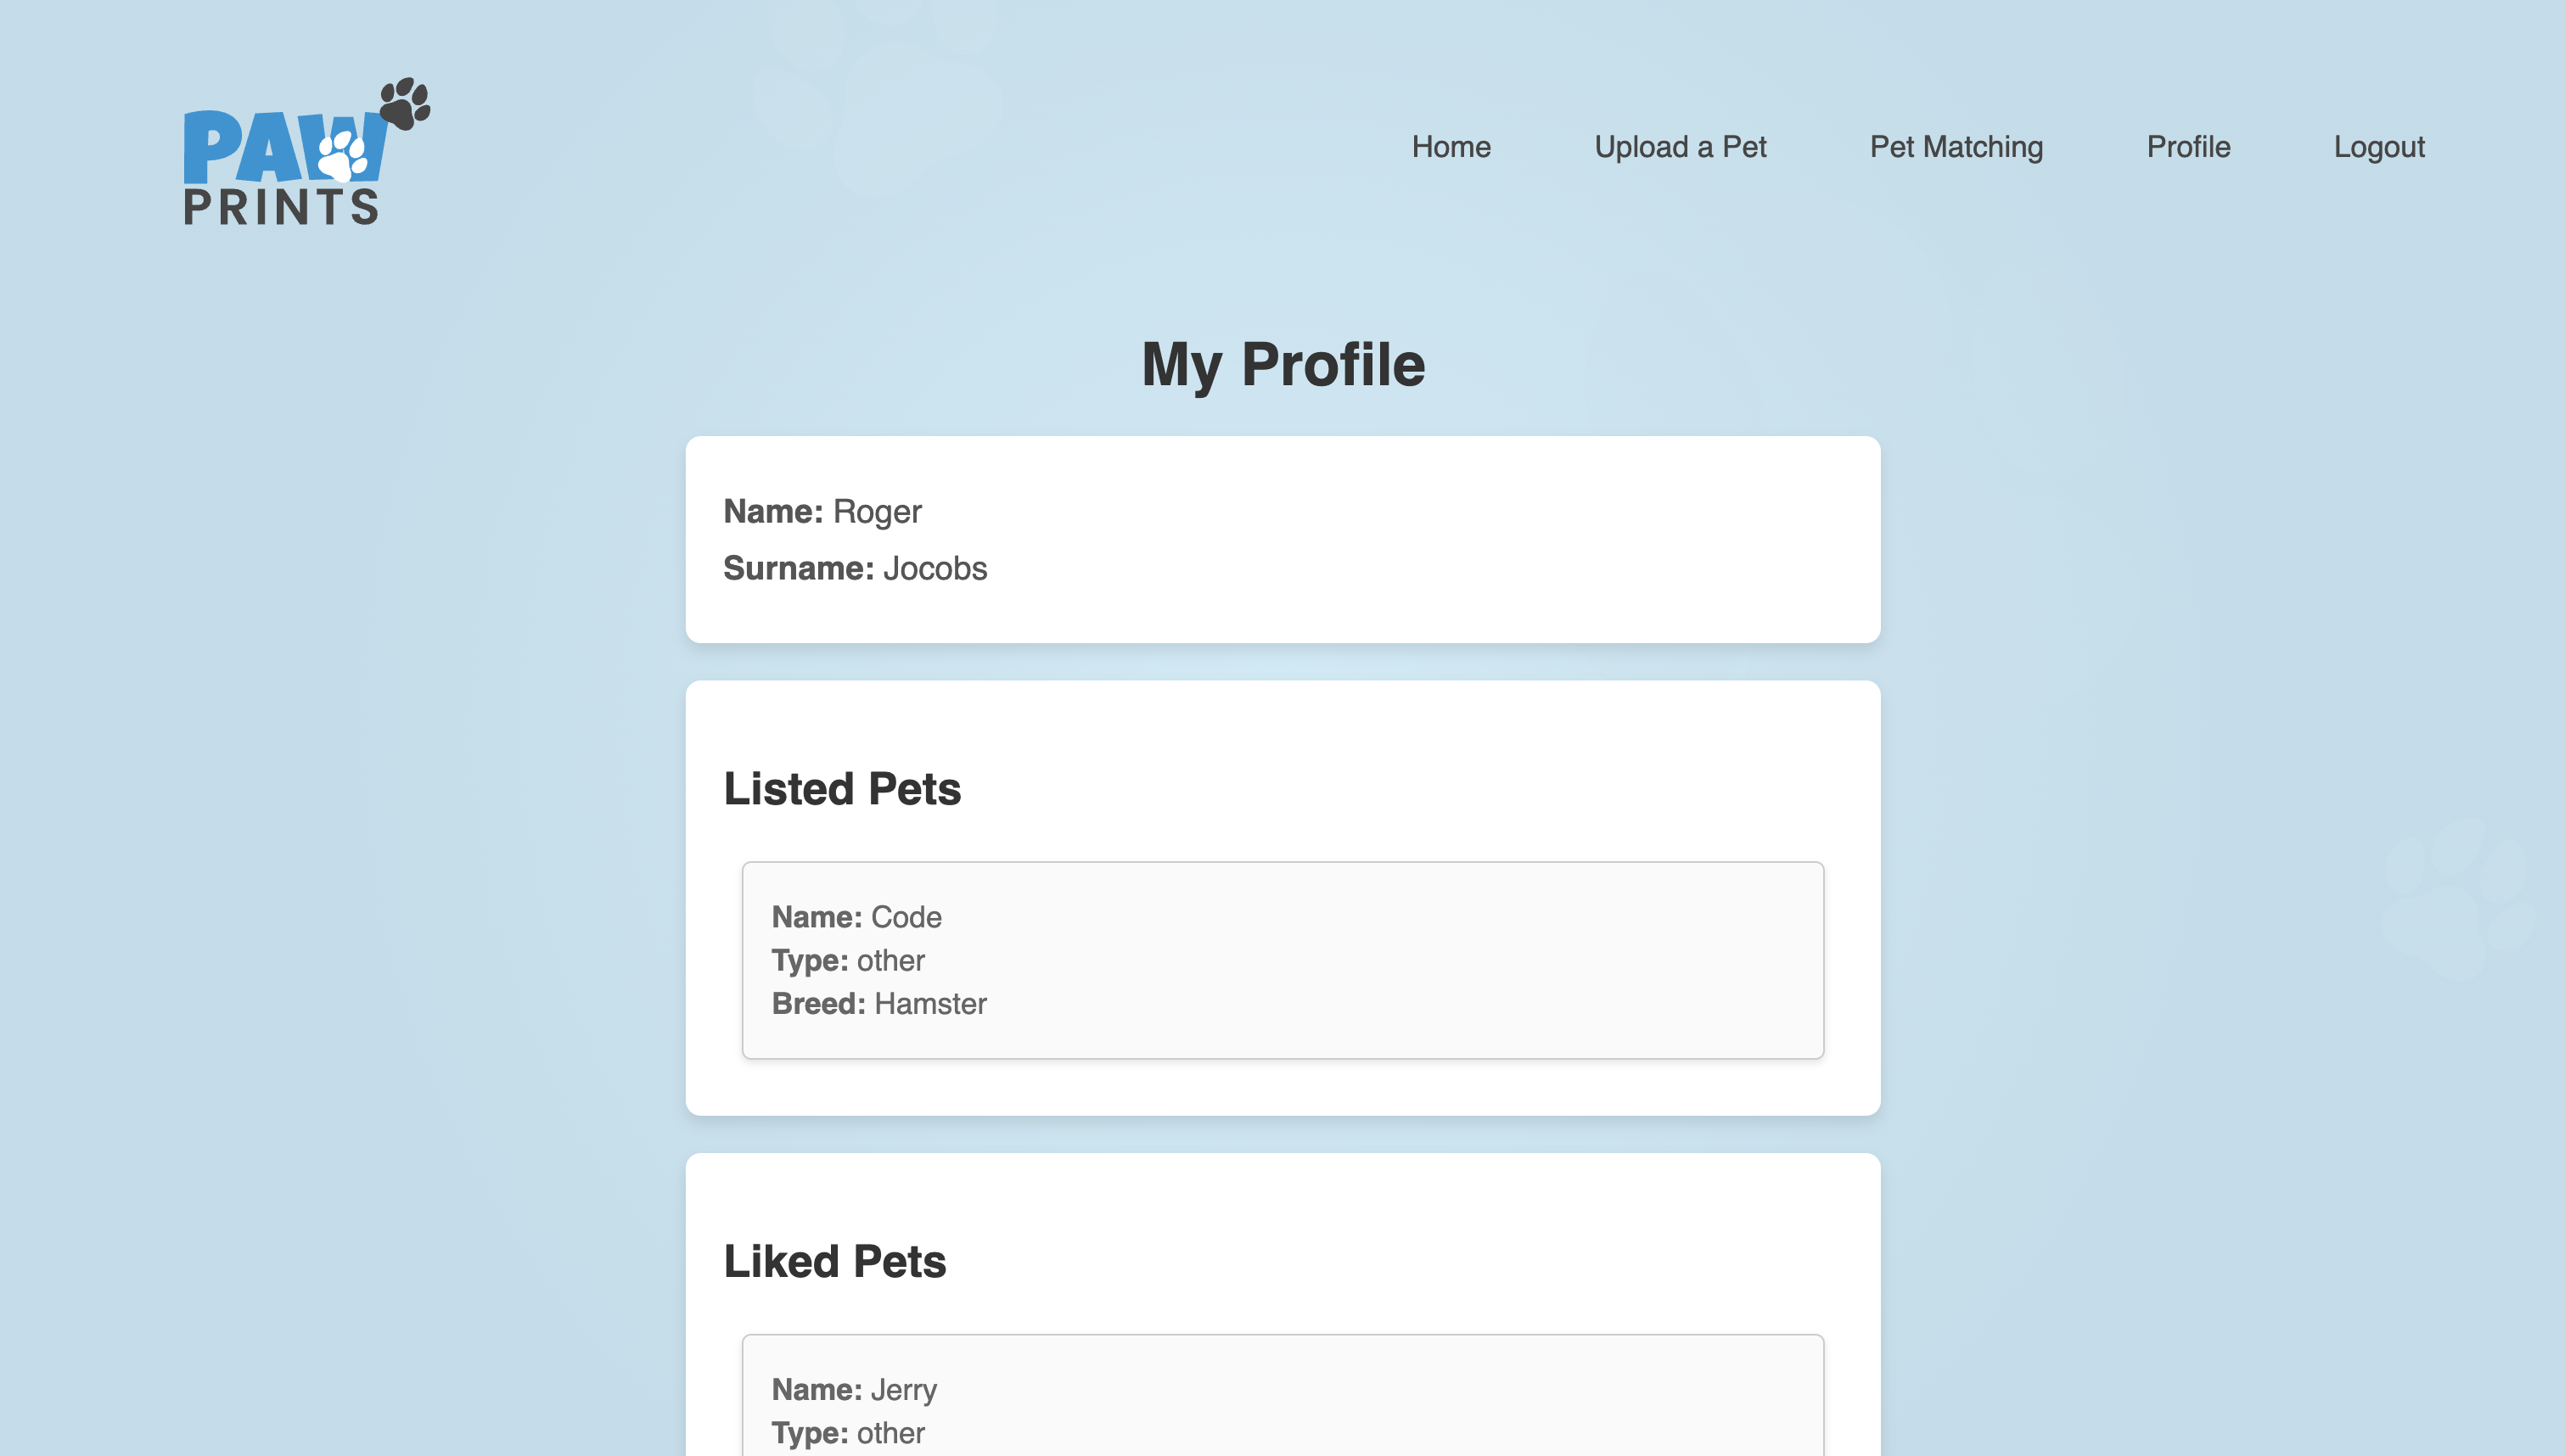 PAW
PRINTS
Home Upload a Pet Pet Matching Profile Logout
My Profile
Name: Roger
Surname: Jocobs
Listed Pets
Name: Code
Type: other
Breed: Hamster
Liked Pets
Name: Jerry
Type: other